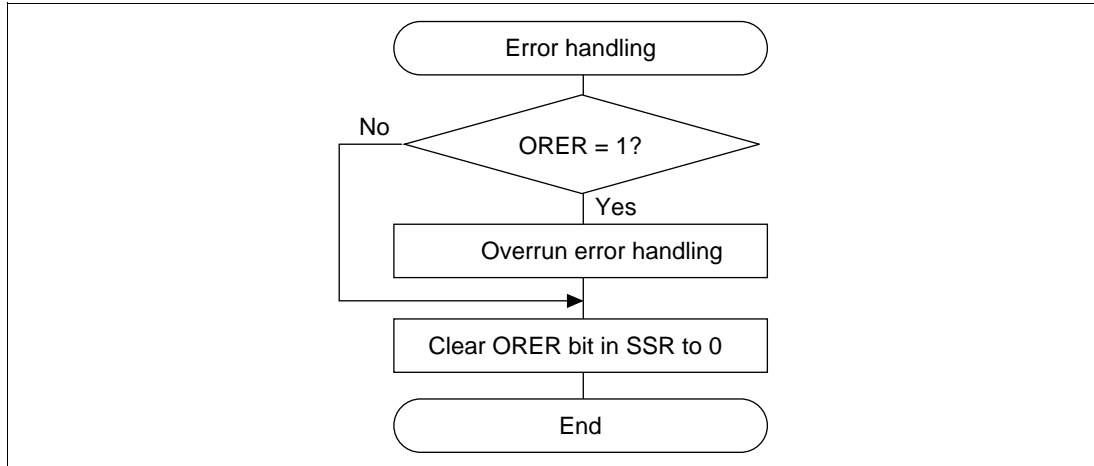 Error handling
No
ORER = 1?
Yes
Overrun error handling
Clear ORER bit in SSR to 0
End